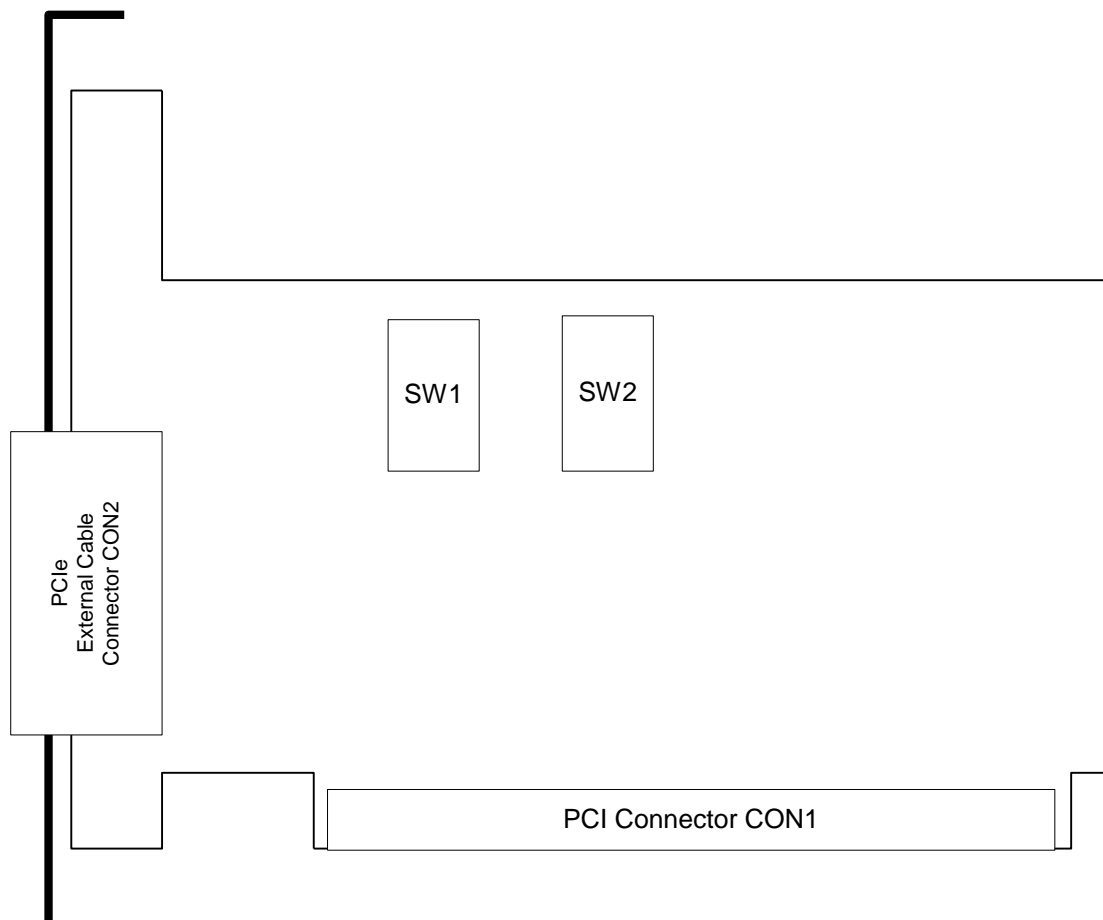 SW1
SW2
PCIe
External Cable
Connector CON2
PCI Connector CON1